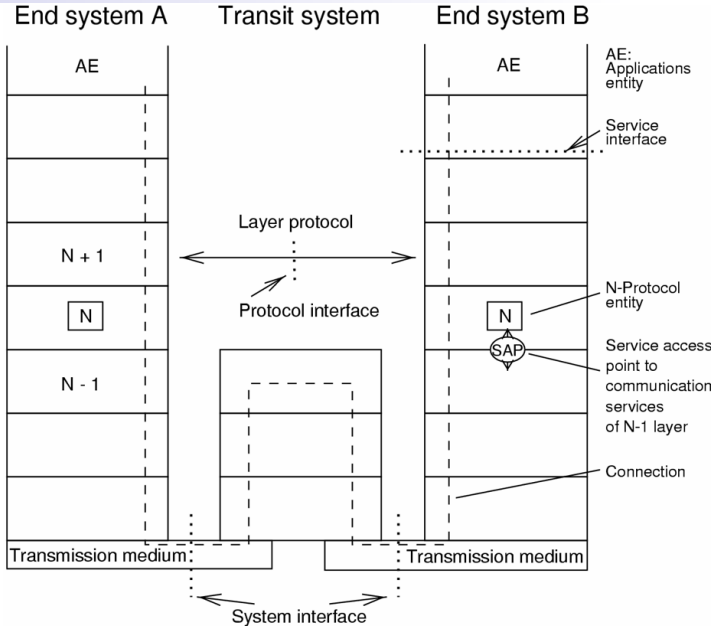 End system A
Transit system
End system B
AE
AE
AE:
Applications
entity
Service
interface
Layer protocol
N + 1
Protocol interface
N
N
N-Protocol
entity
SAP
Service access
point to
communication
services
of N-1 layer
N - 1
Connection
Transmission medium
Transmission medium
System interface